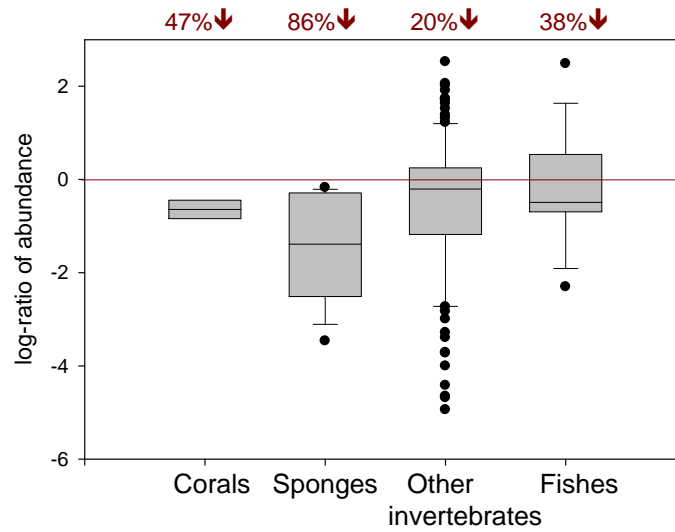 47%🡻 86%🡻 20%🡻 38%🡻
log-ratio of abundance
2
0
-2
-4
-6
Corals Sponges Other Fishes
invertebrates